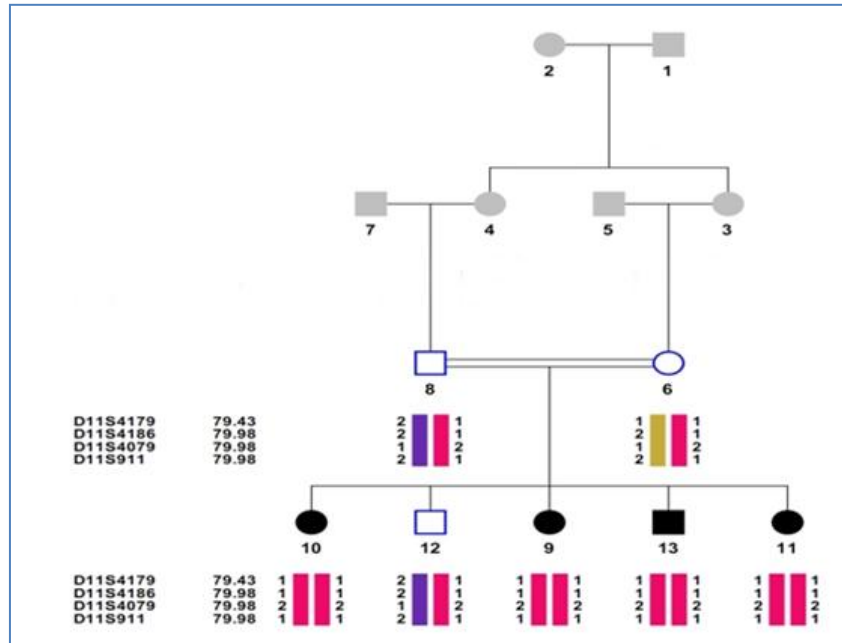 2 1
7 4 5 3
8 6
D11S4179 79.43 2 1 1 1
D11S4186 79.98 2 1 2 1
D11S4079 79.98 1 2 1 2
D11S911 79.98 2 1 2 1
10 12 9 13 11
D11S4179 79.43 1 1 2 1 1 1 1 1 1 1
D11S4186 79.98 1 1 2 1 1 1 1 1 1 1
D11S4079 79.98 2 2 1 2 2 2 2 2 2 2
D11S911 79.98 1 1 2 1 1 1 1 1 1 1